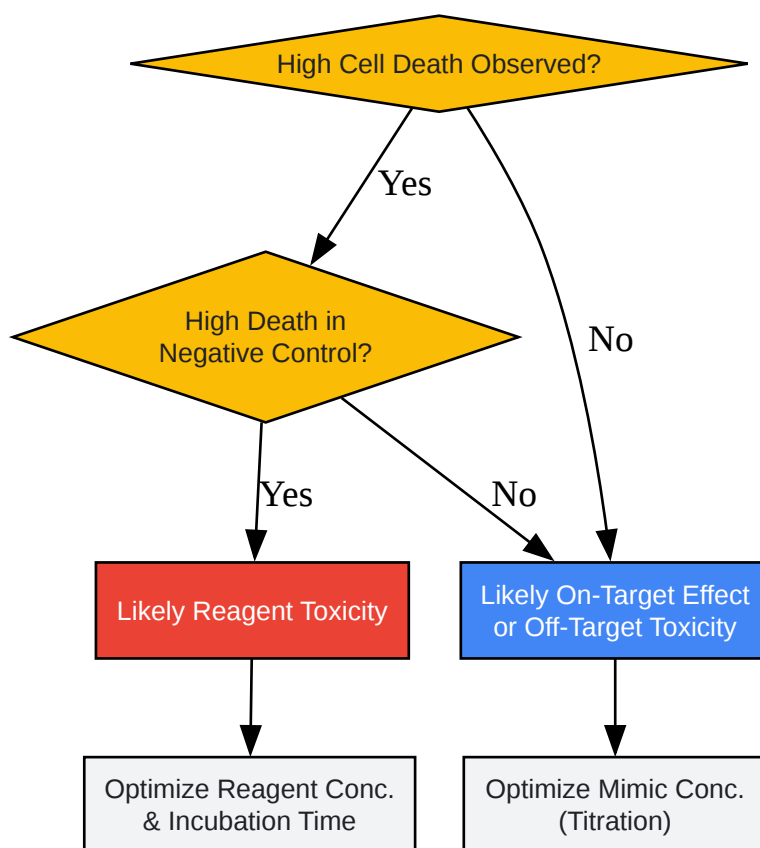 High Cell Death Observed?
Yes
High Death in
Negative Control?
No
Yes
No
Likely Reagent Toxicity
Likely On-Target Effect
or Off-Target Toxicity
Optimize Reagent Conc.
& Incubation Time
Optimize Mimic Conc.
(Titration)